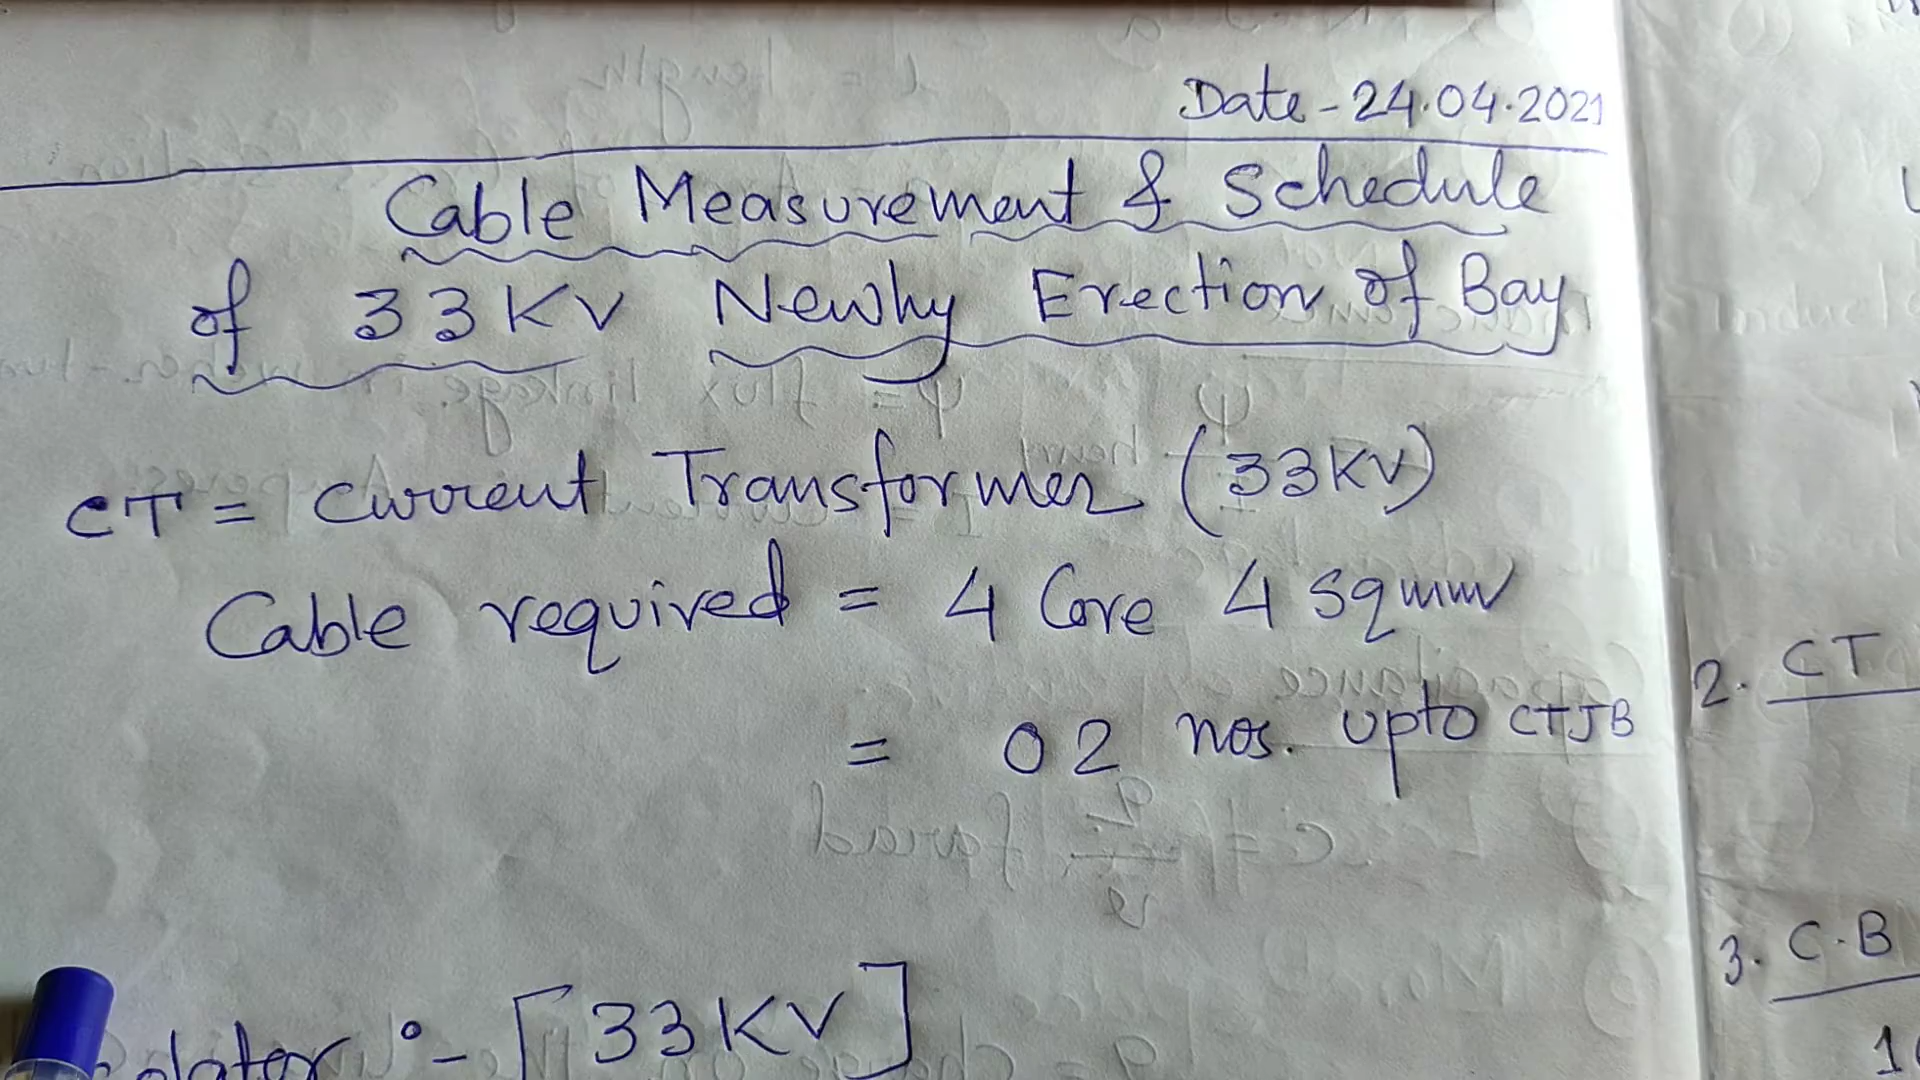 Date - 24.04.2021
Cable Measurement & Schedule
of 33KV Newly Erection of Bay
CT = Current Transformer (33KV)
Cable required = 4 Core 4 sqmm
= 02 nos. upto CTJB
:- [33KV]
2. CT
3. C.B